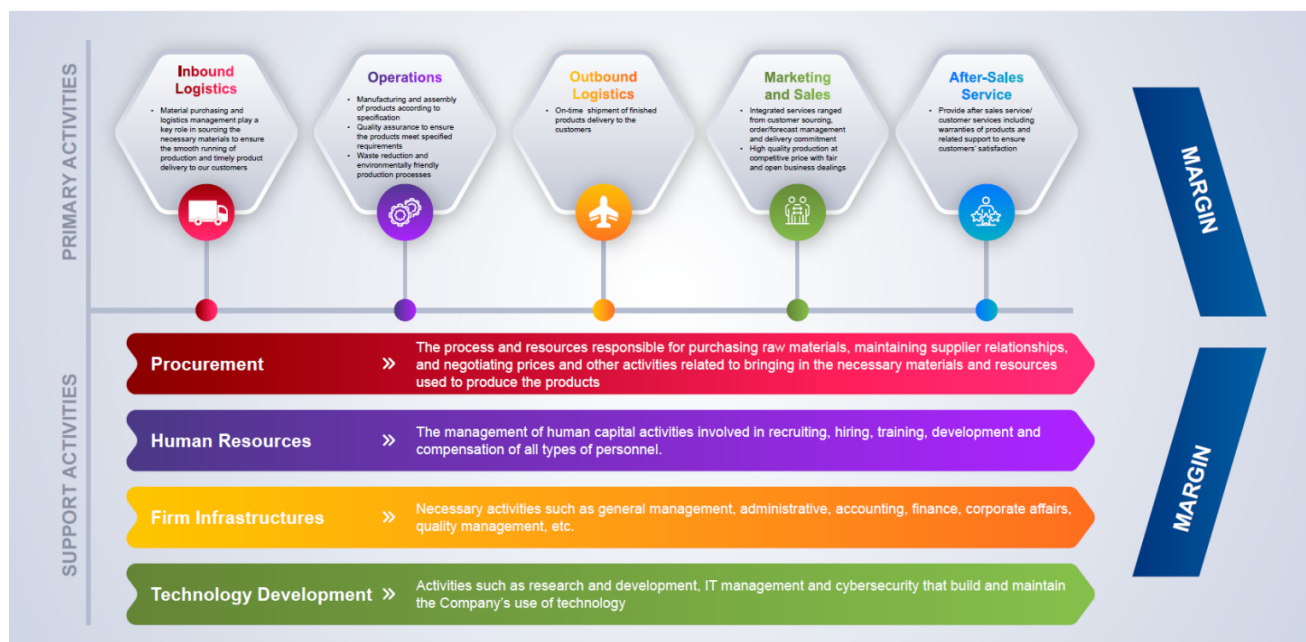 PRIMARY ACTIVITIES
Inbound
Logistics
• Material purchasing and
logistics management play a
key role in sourcing the
necessary materials to ensure
the smooth running of
production and timely product
delivery to our customers
Operations
• Manufacturing and assembly
of products according to
specification
• Quality assurance to ensure
the products meet specified
requirements
• Waste reduction and
environmentally friendly
production processes
Outbound
Logistics
• On-time shipment of finished
products delivery to the
customers
Marketing
and Sales
• Integrated services ranged
from customer sourcing,
order/forecast management
and delivery commitment
• High quality production at
competitive price with fair
and open business dealings
After-Sales
Service
• Provide after sales service/
customer services including
warranties of products and
related support to ensure
customers' satisfaction
MARGIN
SUPPORT ACTIVITIES
Procurement »
The process and resources responsible for purchasing raw materials, maintaining supplier relationships,
and negotiating prices and other activities related to bringing in the necessary materials and resources
used to produce the products
Human Resources »
The management of human capital activities involved in recruiting, hiring, training, development and
compensation of all types of personnel.
Firm Infrastructures »
Necessary activities such as general management, administrative, accounting, finance, corporate affairs,
quality management, etc.
Technology Development »
Activities such as research and development, IT management and cybersecurity that build and maintain
the Company's use of technology
MARGIN